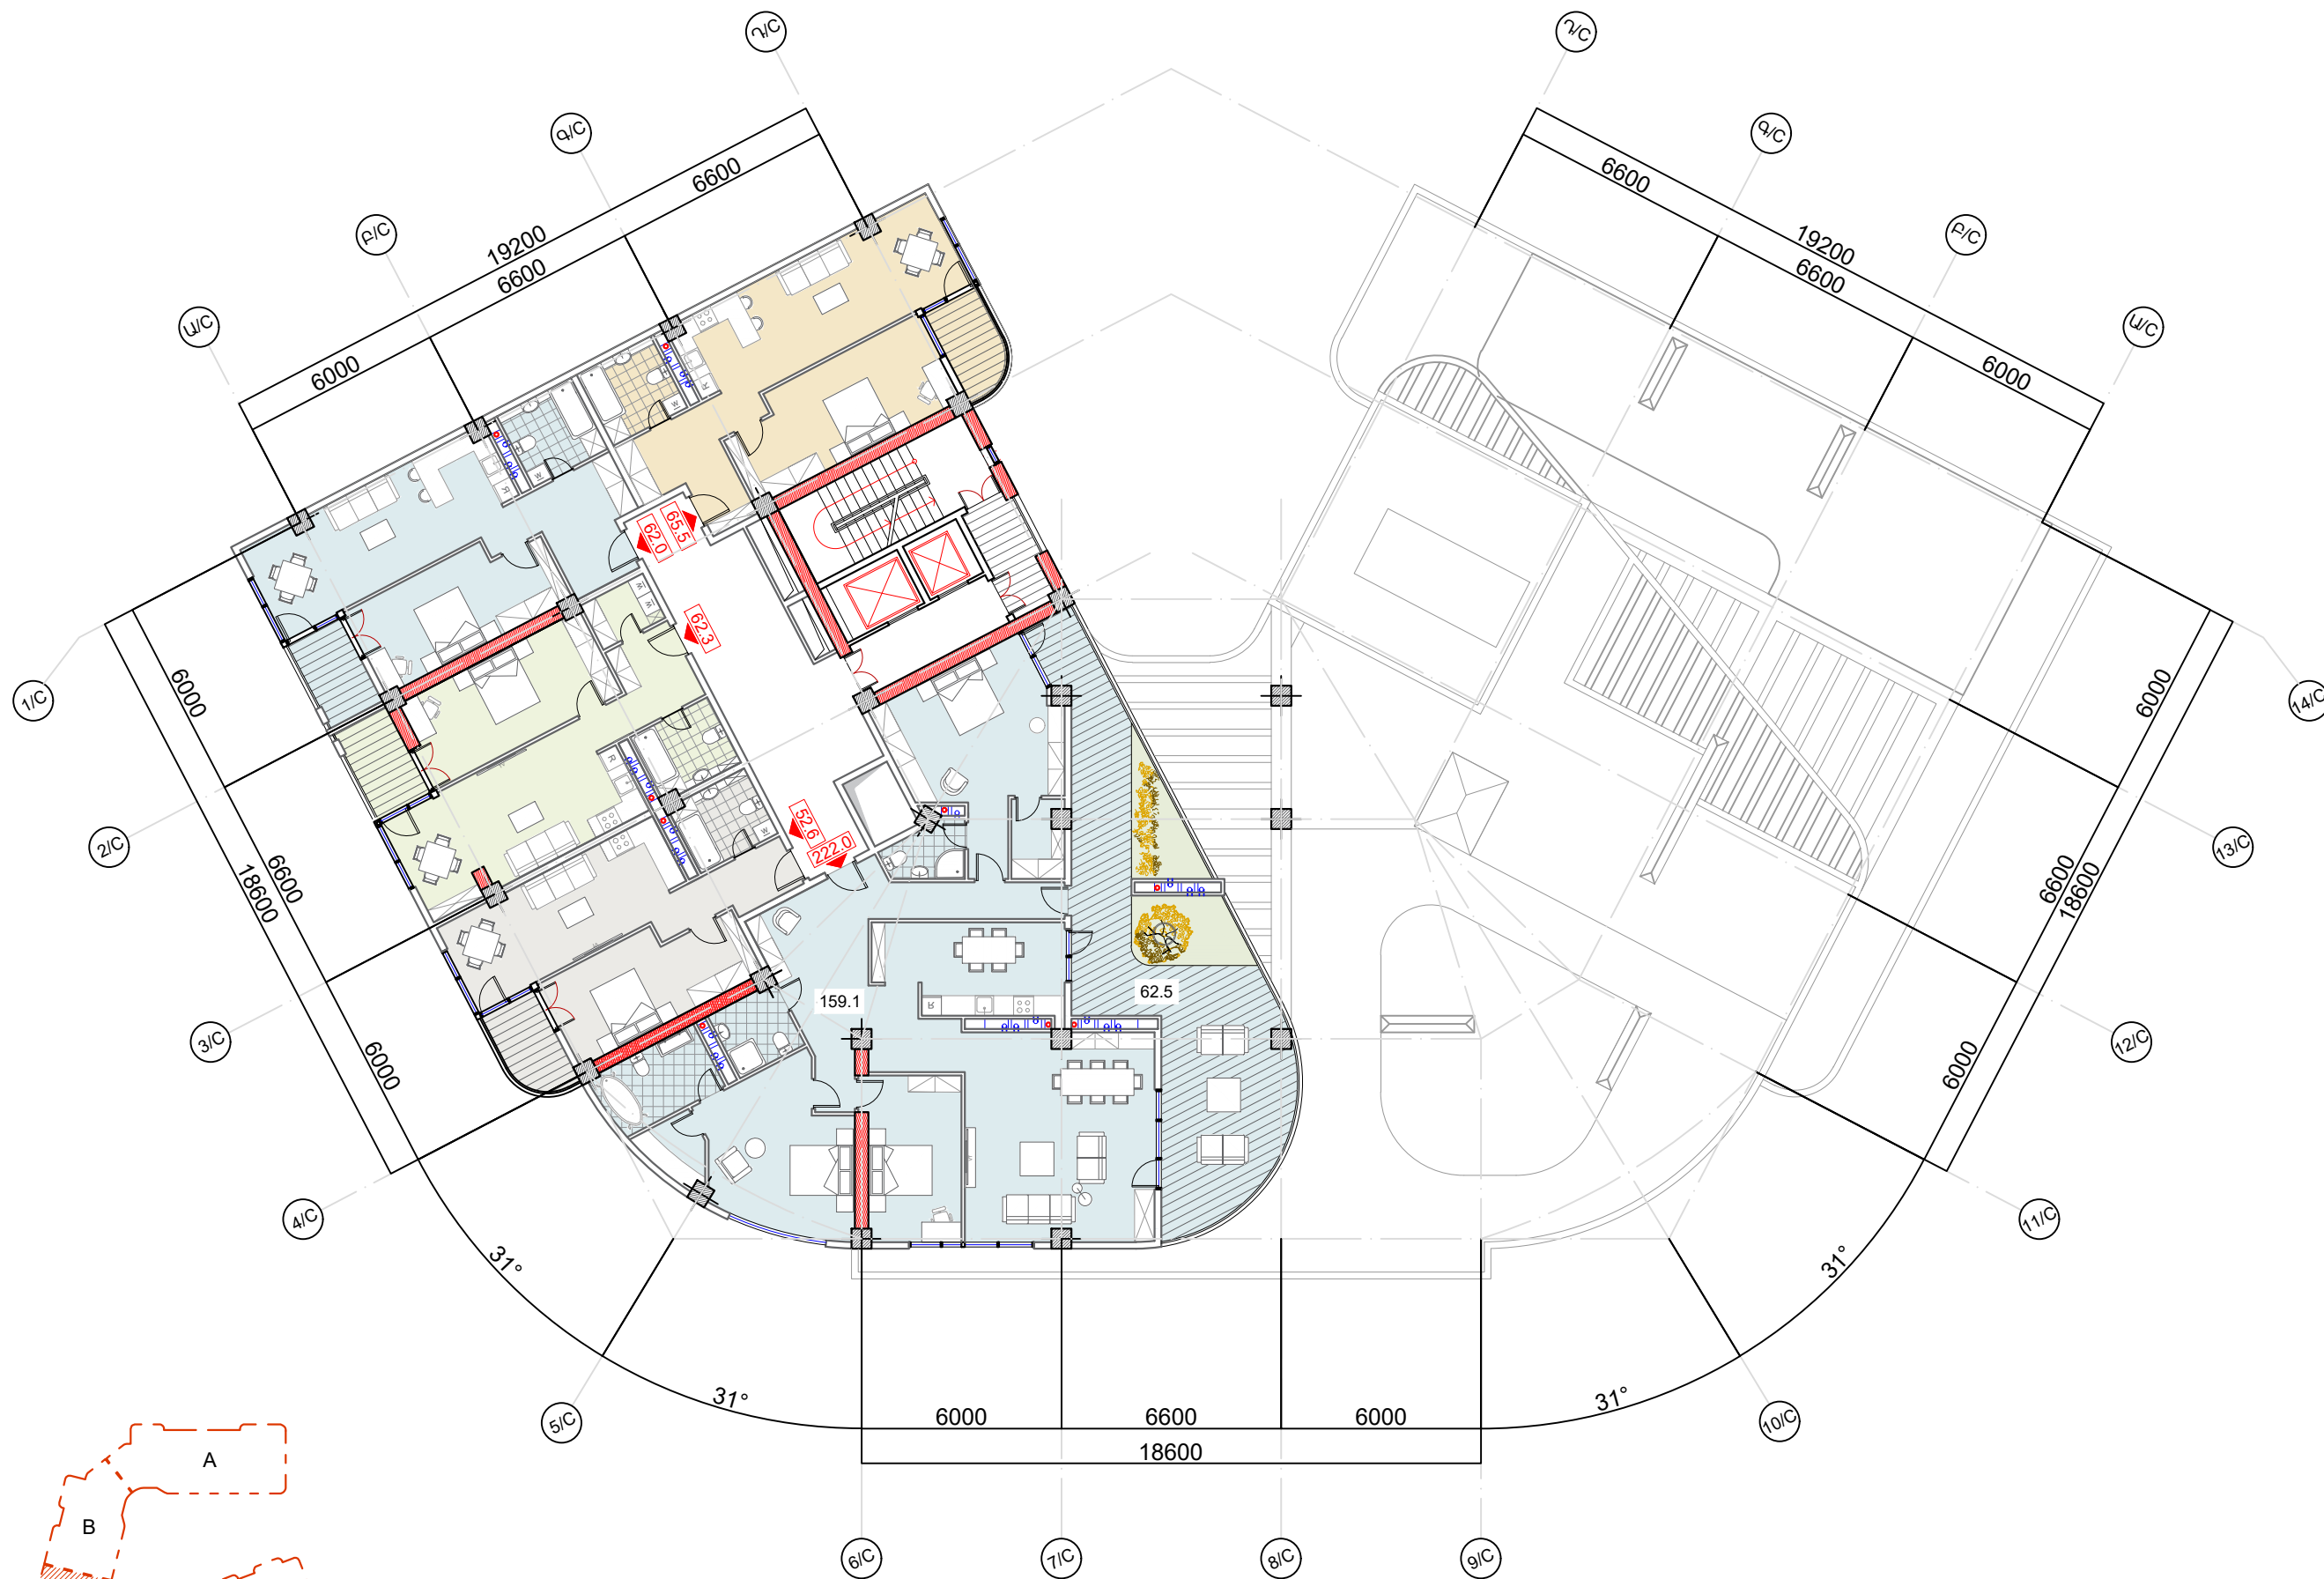 Դ/C
Դ/C
Գ/C
Գ/C
Բ/C
Բ/C
Ա/C
Ա/C
6600
19200
6600
6000
6600
19200
6600
6000
R
W
W
R
65.5
62.0
W
W
62.3
R
W
52.6
222.0
159.1
62.5
R
1/C
2/C
3/C
4/C
5/C
6000
6600
18600
6000
14/C
13/C
12/C
11/C
10/C
6000
6600
18600
6000
31°
31°
31°
31°
6000
6600
6000
18600
6/C
7/C
8/C
9/C
A
B